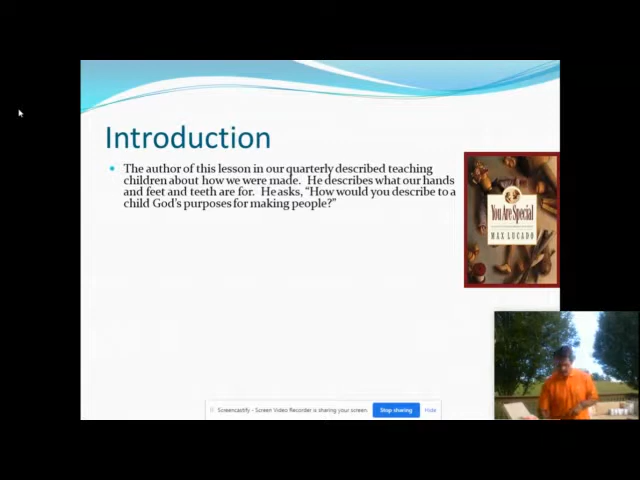 Introduction
The author of this lesson in our quarterly described teaching
children about how we were made. He describes what our hands
and feet and teeth are for. He asks, “How would you describe to a
child God’s purposes for making people?”
You Are Special
MAX LUCADO
Screencastify - Screen Video Recorder is sharing your screen.
Stop sharing
Hide